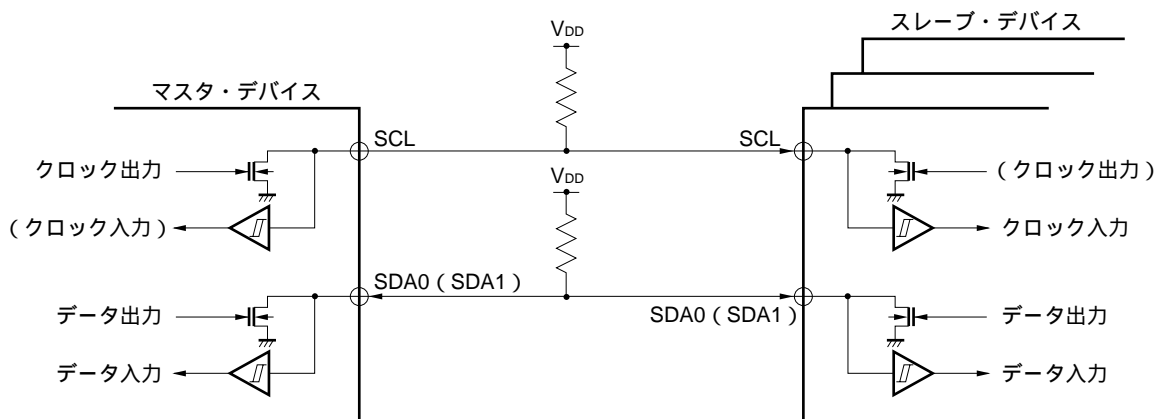 スレーブ・デバイス
VDD
マスタ・デバイス
SCL
SCL
クロック出力
(クロック出力)
VDD
(クロック入力)
クロック入力
SDA0(SDA1)
SDA0(SDA1)
データ出力
データ出力
データ入力
データ入力